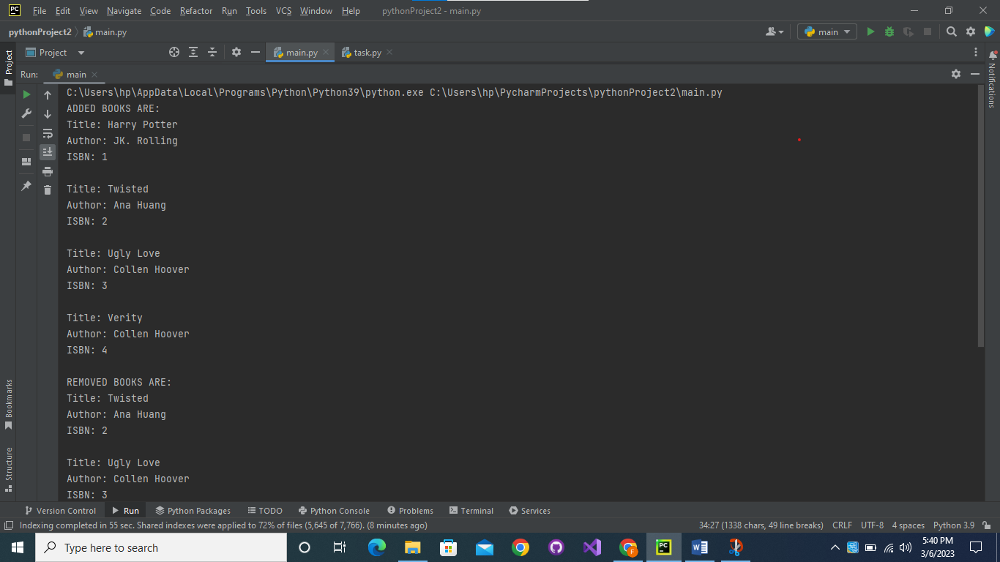 PC File Edit View Navigate Code Refactor Run Tools VCS Window Help pythonProject2 - main.py
pythonProject2 main.py main
Project main.py task.py
Run: main
C:\Users\hp\AppData\Local\Programs\Python\Python39\python.exe C:\Users\hp\PycharmProjects\pythonProject2\main.py
ADDED BOOKS ARE:
Title: Harry Potter
Author: JK. Rolling
ISBN: 1
Title: Twisted
Author: Ana Huang
ISBN: 2
Title: Ugly Love
Author: Collen Hoover
ISBN: 3
Title: Verity
Author: Collen Hoover
ISBN: 4
REMOVED BOOKS ARE:
Title: Twisted
Author: Ana Huang
ISBN: 2
Title: Ugly Love
Author: Collen Hoover
ISBN: 3
Project
Bookmarks
Structure
Notifications
Version Control Run Python Packages TODO Python Console Problems Terminal Services
Indexing completed in 55 sec. Shared indexes were applied to 72% of files (5,645 of 7,766). (8 minutes ago) 34:27 (1338 chars, 49 line breaks) CRLF UTF-8 4 spaces Python 3.9
Type here to search F PC W 5:40 PM
3/6/2023